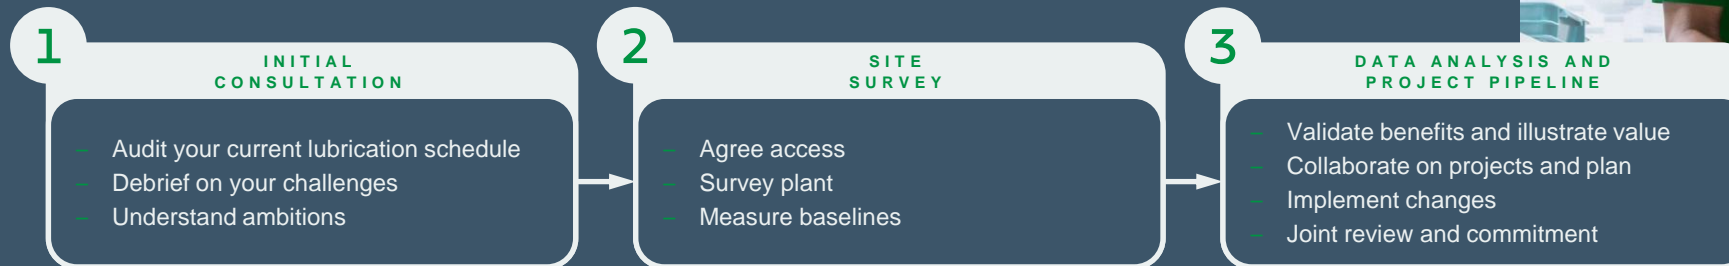 1
INITIAL
CONSULTATION
– Audit your current lubrication schedule
– Debrief on your challenges
– Understand ambitions
2
SITE
SURVEY
– Agree access
– Survey plant
– Measure baselines
3
DATA ANALYSIS AND
PROJECT PIPELINE
– Validate benefits and illustrate value
– Collaborate on projects and plan
– Implement changes
– Joint review and commitment